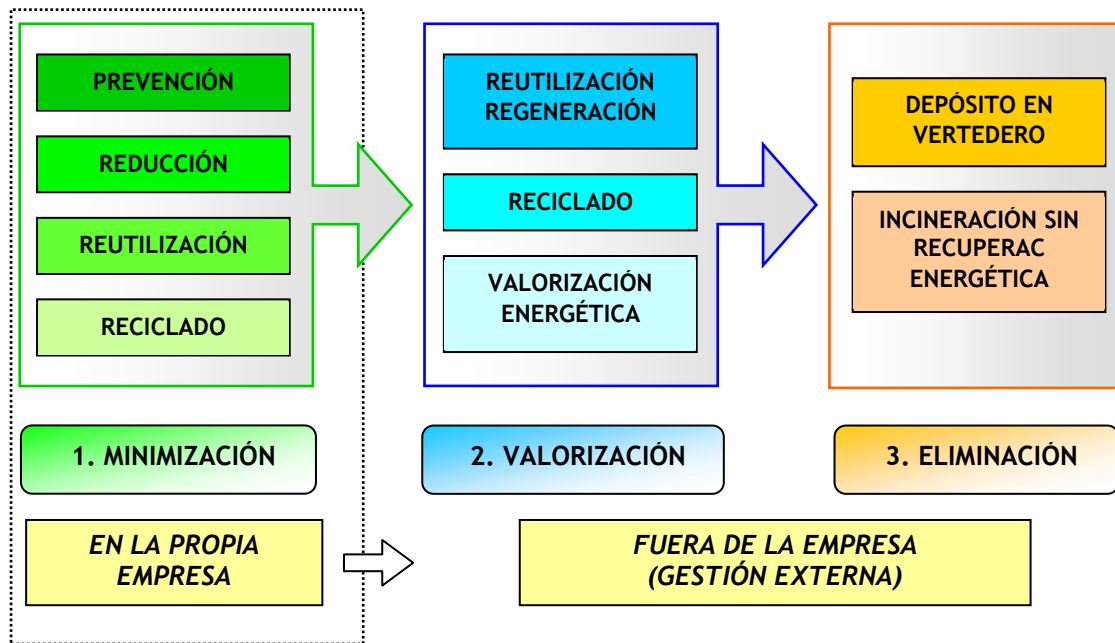 PREVENCIÓN
REDUCCIÓN
REUTILIZACIÓN
RECICLADO
REUTILIZACIÓN
REGENERACIÓN
RECICLADO
VALORIZACIÓN
ENERGÉTICA
DEPÓSITO EN
VERTEDERO
INCINERACIÓN SIN
RECUPERAC
ENERGÉTICA
1. MINIMIZACIÓN
2. VALORIZACIÓN
3. ELIMINACIÓN
EN LA PROPIA
EMPRESA
FUERA DE LA EMPRESA
(GESTIÓN EXTERNA)